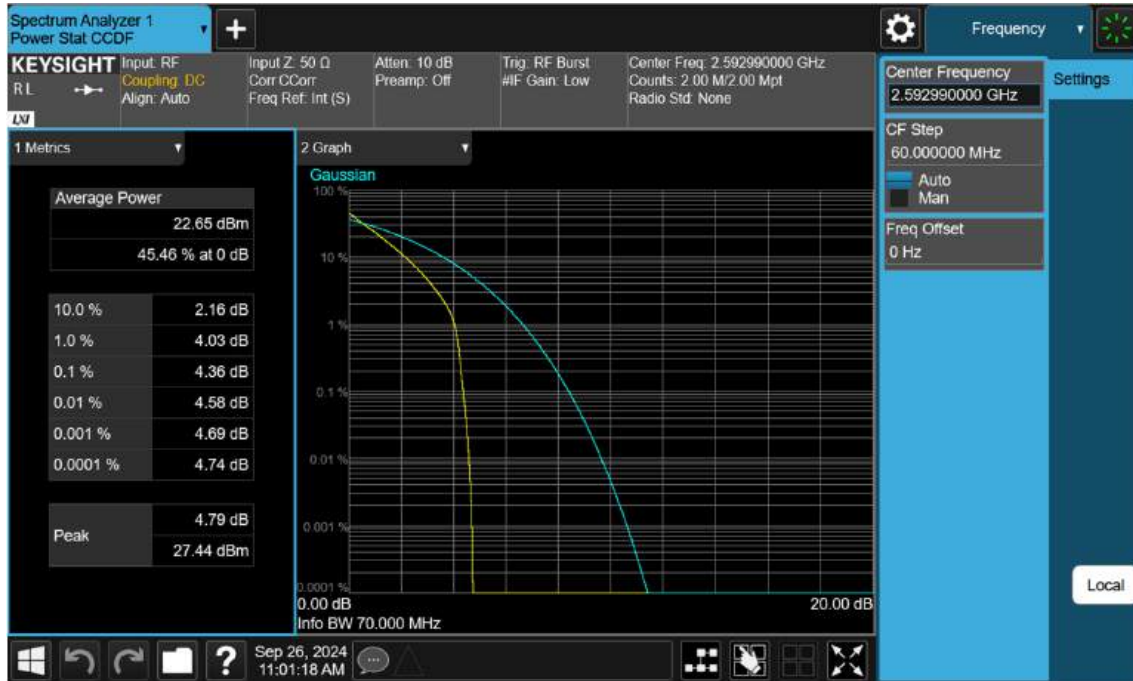 Spectrum Analyzer 1
Power Stat CCDF
Frequency
KEYSIGHT
RL
LXI
Input: RF
Coupling: DC
Align: Auto
Input Z: 50 Ω
Corr CCorr
Freq Ref: Int (S)
Atten: 10 dB
Preamp: Off
Trig: RF Burst
#IF Gain: Low
Center Freq: 2.592990000 GHz
Counts: 2.00 M/2.00 Mpt
Radio Std: None
Center Frequency
2.592990000 GHz
Settings
CF Step
60.000000 MHz
Auto
Man
Freq Offset
0 Hz
Local
1 Metrics
Average Power
22.65 dBm
45.46 % at 0 dB
10.0 % 2.16 dB
1.0 % 4.03 dB
0.1 % 4.36 dB
0.01 % 4.58 dB
0.001 % 4.69 dB
0.0001 % 4.74 dB
Peak
4.79 dB
27.44 dBm
2 Graph
Gaussian
100 %
10 %
1 %
0.1 %
0.01 %
0.001 %
0.0001 %
0.00 dB 20.00 dB
Info BW 70.000 MHz
Sep 26, 2024
11:01:18 AM